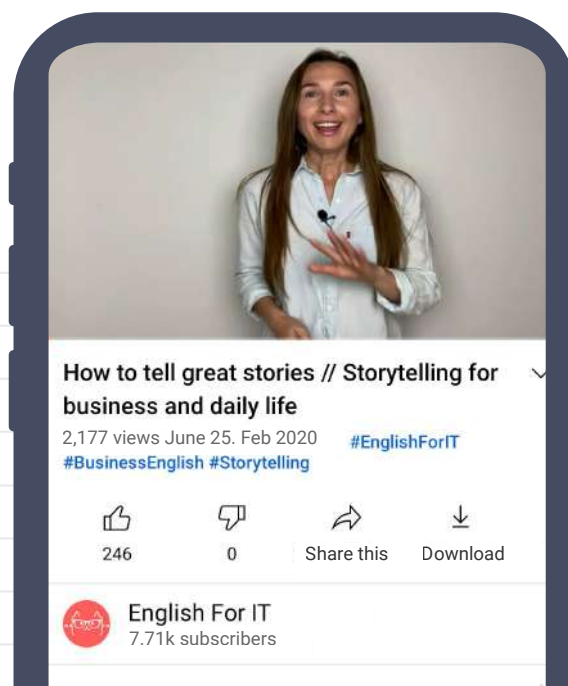 How to tell great stories // Storytelling for
business and daily life
2,177 views June 25. Feb 2020 #EnglishForIT
#BusinessEnglish #Storytelling
246 0 Share this Download
English For IT
7.71k subscribers